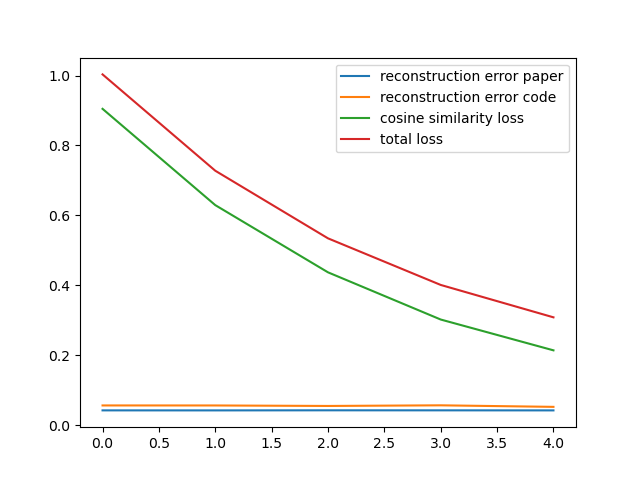 reconstruction error paper
reconstruction error code
cosine similarity loss
total loss
1.0
0.8
0.6
0.4
0.2
0.0
0.0 0.5 1.0 1.5 2.0 2.5 3.0 3.5 4.0